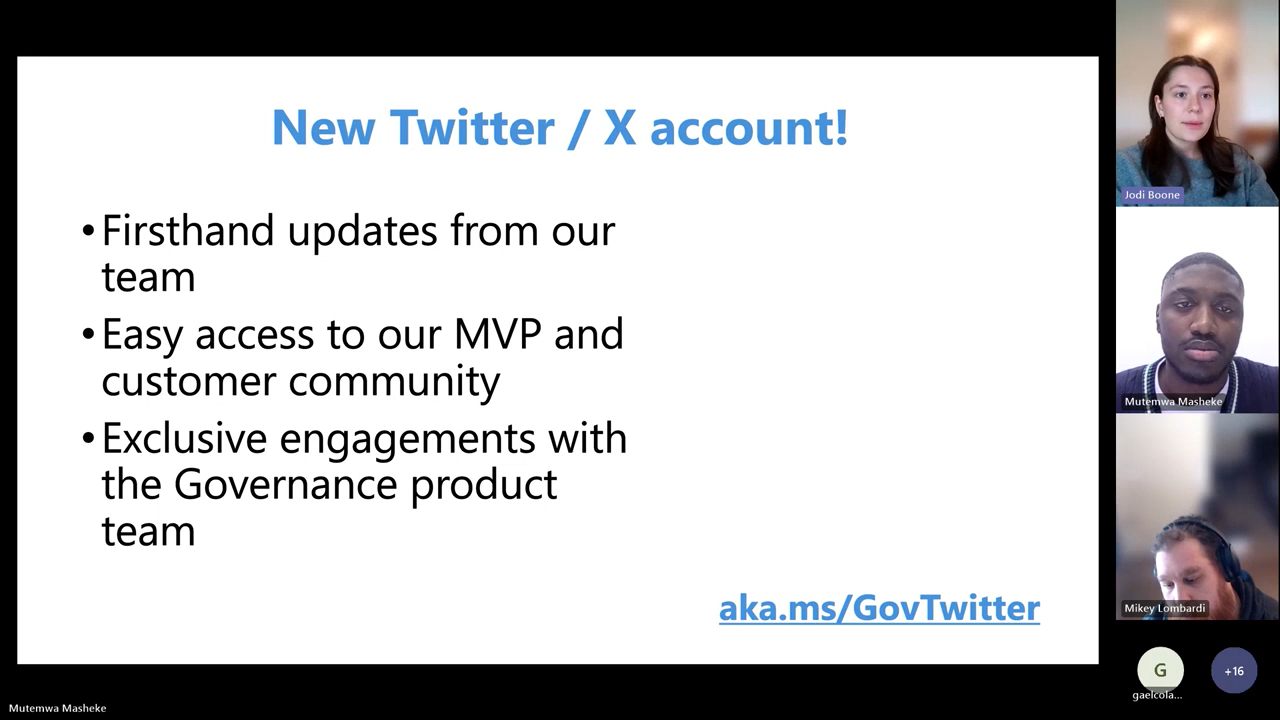 New Twitter / X account!
•Firsthand updates from our
team
•Easy access to our MVP and
customer community
•Exclusive engagements with
the Governance product
team
aka.ms/GovTwitter
Jodi Boone
Mutemwa Masheke
Mikey Lombardi
G
gaelcola...
+16
Mutemwa Masheke